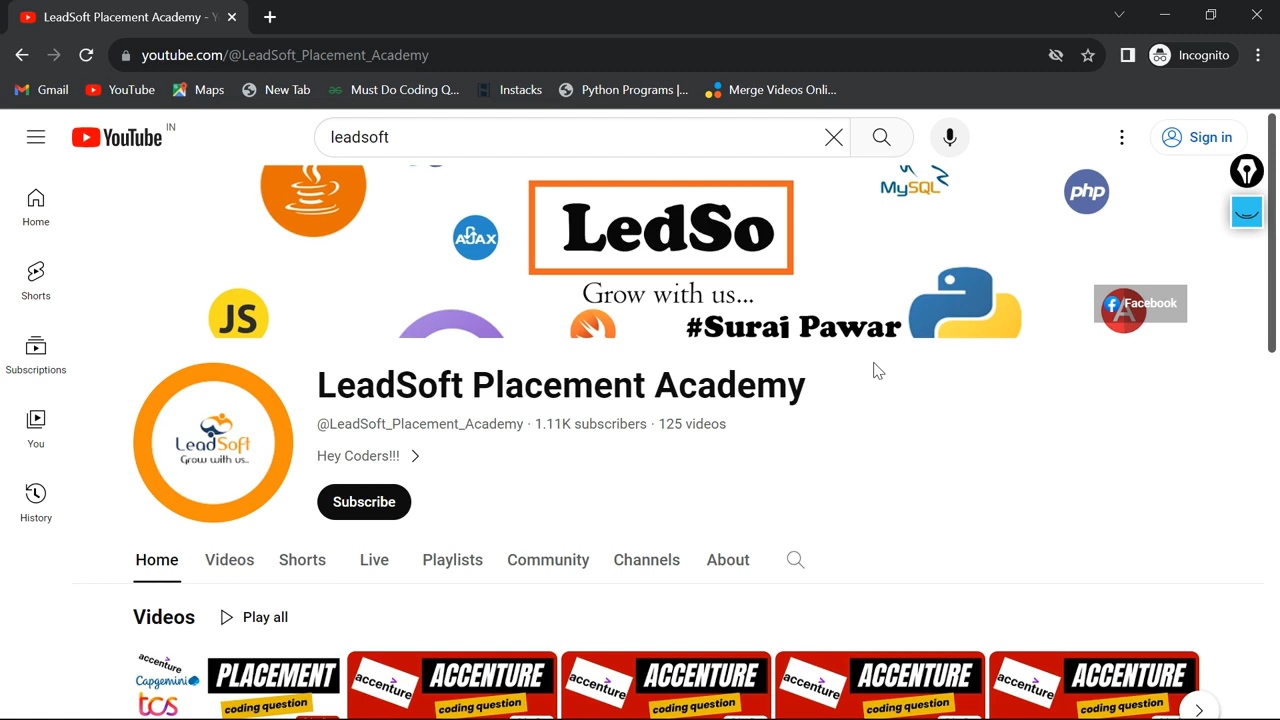 LeadSoft Placement Academy - Y
youtube.com/@LeadSoft_Placement_Academy
Incognito
Gmail
YouTube
Maps
New Tab
Must Do Coding Q...
Instacks
Python Programs |...
Merge Videos Onli...
YouTube IN
leadsoft
Sign in
Home
Shorts
Subscriptions
You
History
MySQL
php
AJAX
LedSo
Grow with us...
JS
#Suraj Pawar
A
Facebook
LeadSoft
Grow with us..
LeadSoft Placement Academy
@LeadSoft_Placement_Academy · 1.11K subscribers · 125 videos
Hey Coders!!!
Subscribe
Home
Videos
Shorts
Live
Playlists
Community
Channels
About
Videos
Play all
accenture
Capgemini
tcs
PLACEMENT
coding question
accenture
ACCENTURE
coding question
accenture
ACCENTURE
coding question
accenture
ACCENTURE
coding question
accenture
ACCENTURE
coding question